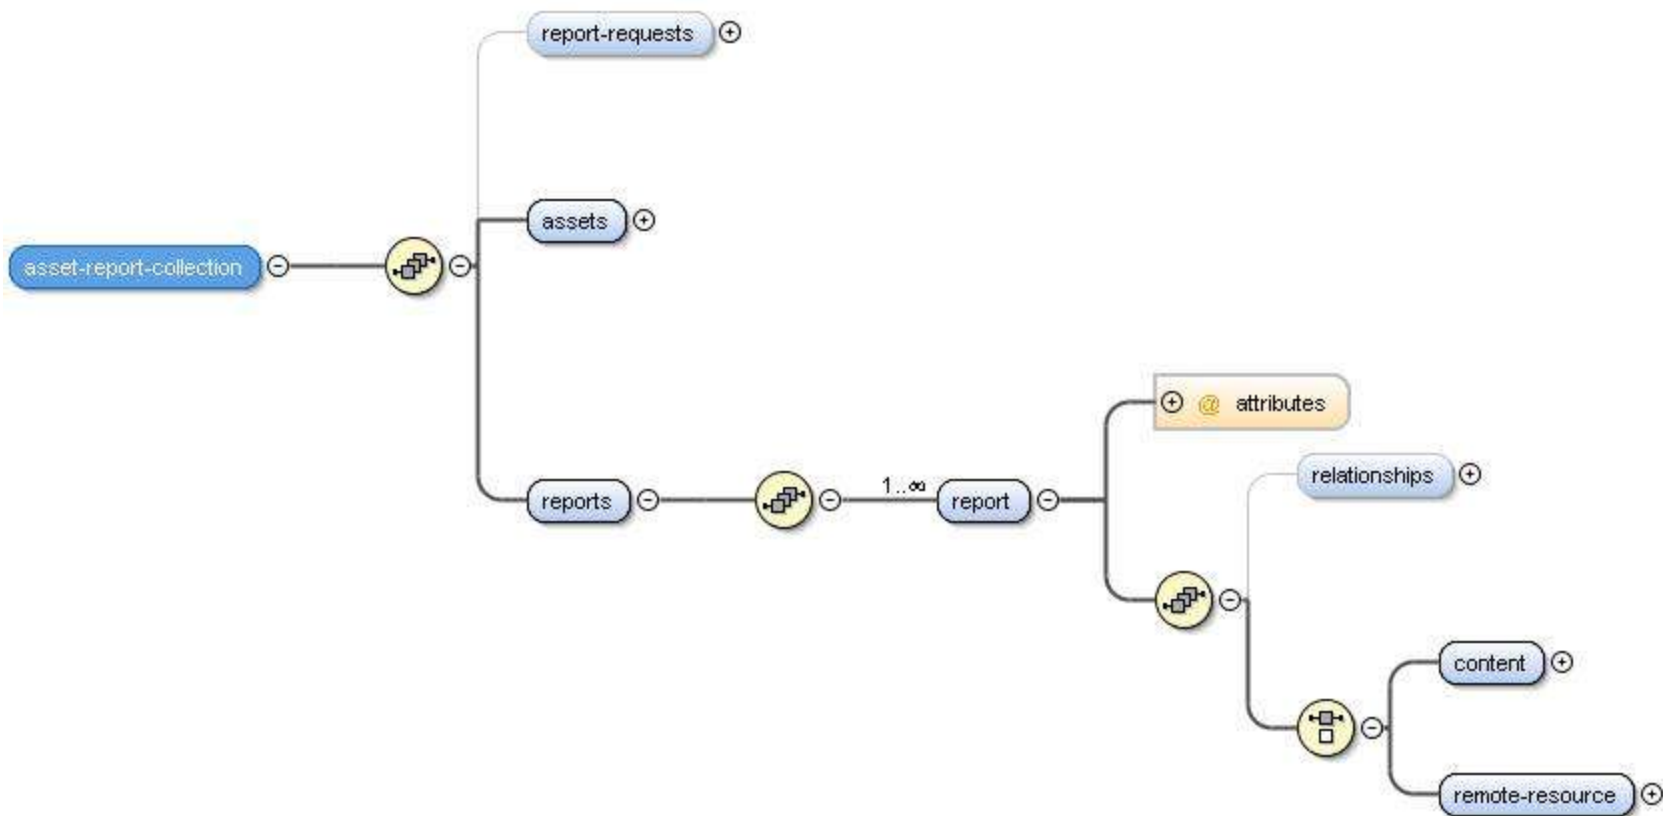 report-requests
assets
asset-report-collection
@ attributes
relationships
reports
1..∞
report
content
remote-resource